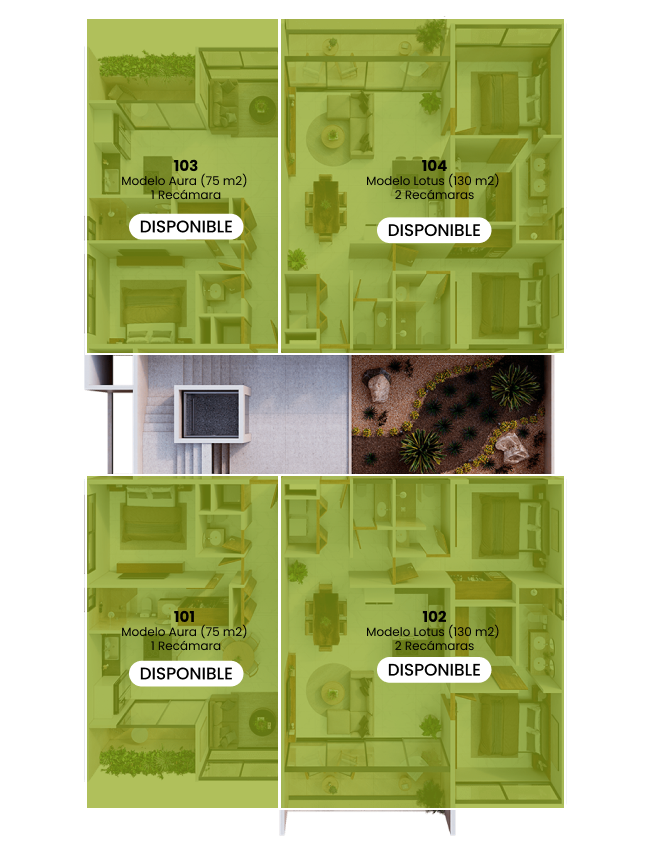 103
Modelo Aura (75 m2)
1 Recámara
DISPONIBLE
104
Modelo Lotus (130 m2)
2 Recámaras
DISPONIBLE
101
Modelo Aura (75 m2)
1 Recámara
DISPONIBLE
102
Modelo Lotus (130 m2)
2 Recámaras
DISPONIBLE